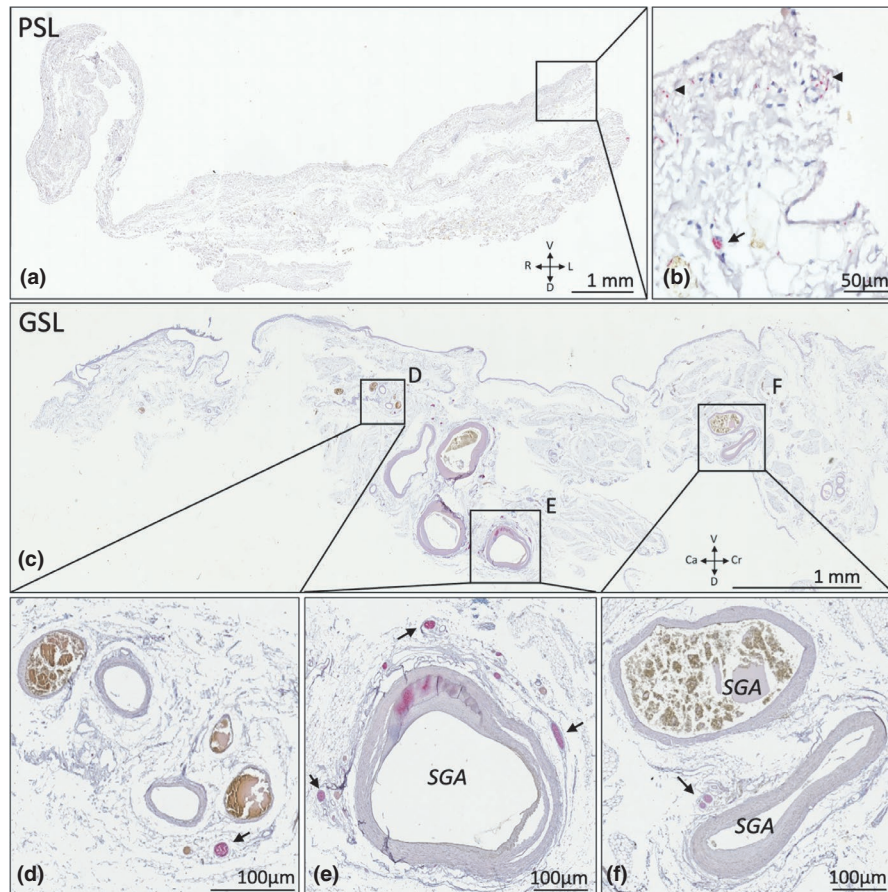 PSL
V
R L
D
1 mm
(a)
(b)
50µm
GSL
D
F
E
V
Ca Cr
D
1 mm
(c)
SGA
SGA
SGA
(d)
100µm
(e)
100µm
(f)
100µm